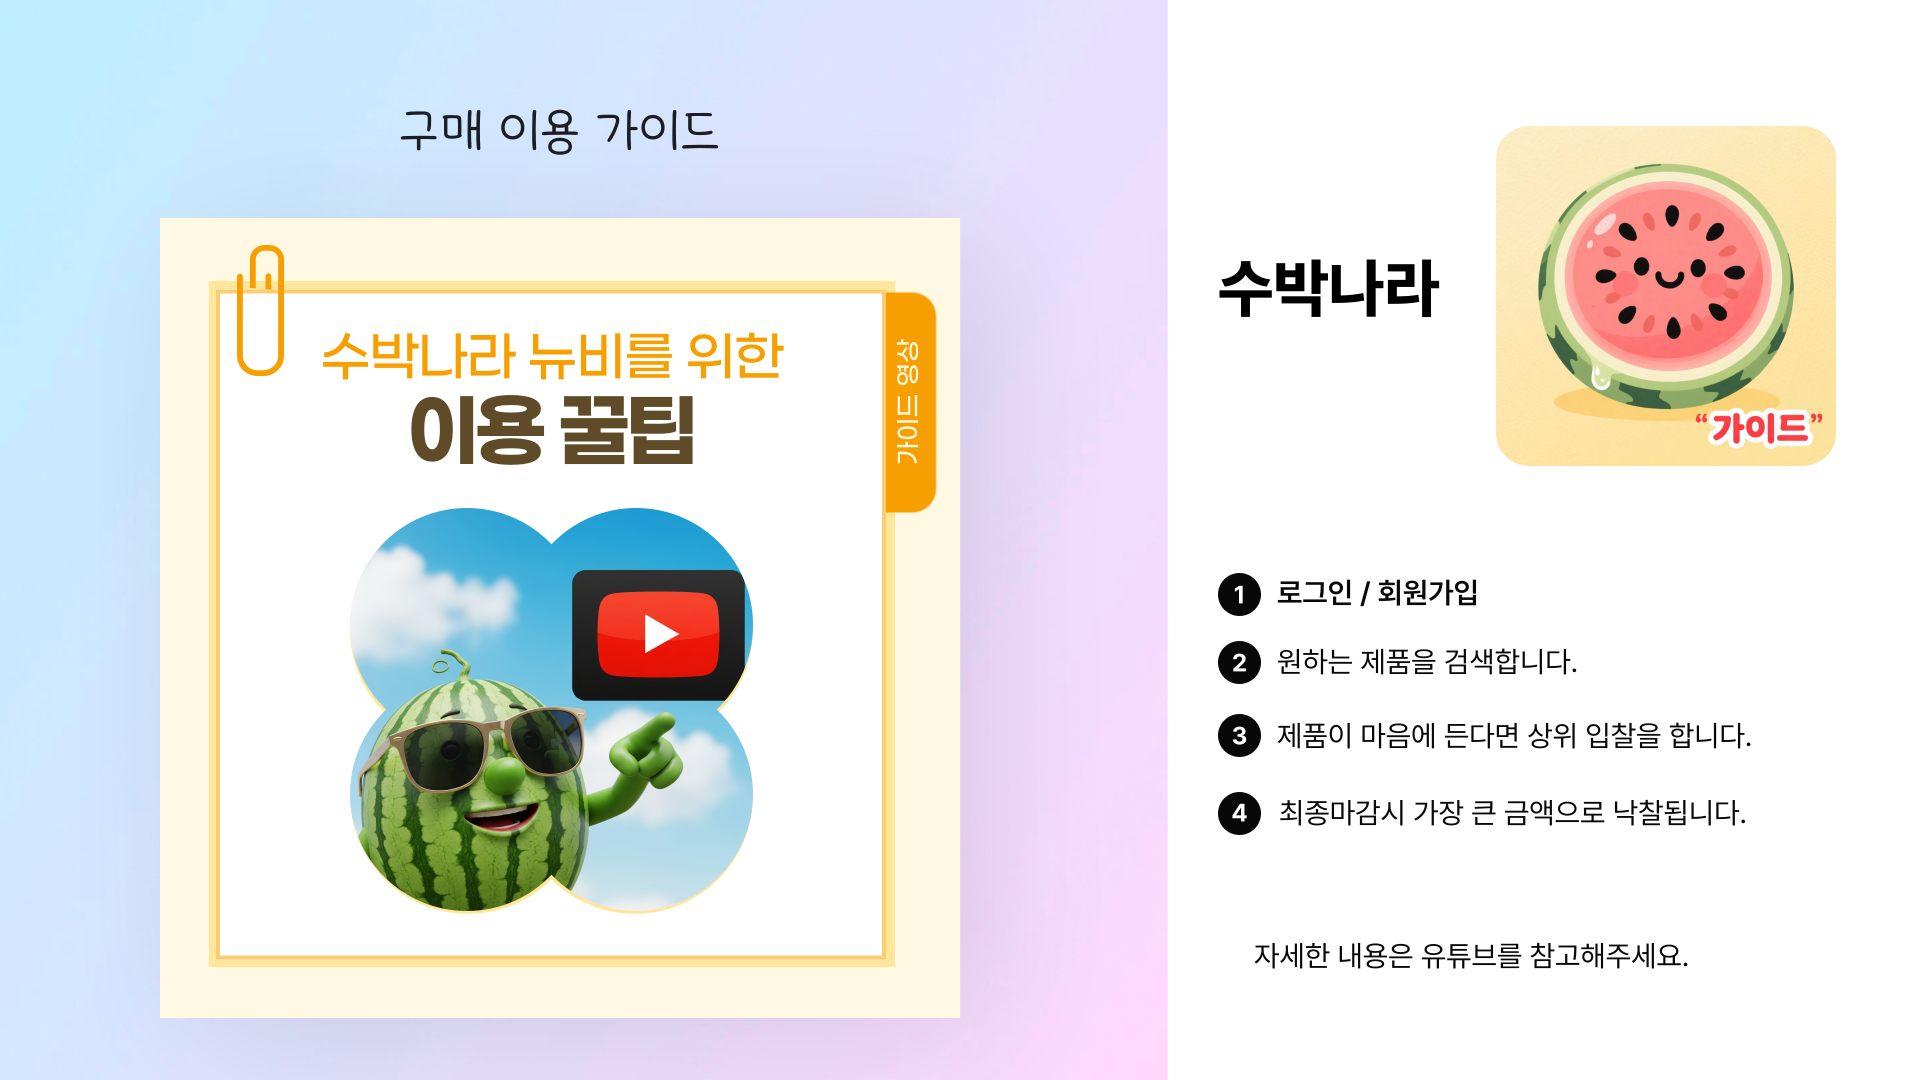 구매 이용 가이드
수박나라 뉴비를 위한
이용 꿀팁
가이드 영상
수박나라
“가이드”
1 로그인 / 회원가입
2 원하는 제품을 검색합니다.
3 제품이 마음에 든다면 상위 입찰을 합니다.
4 최종마감시 가장 큰 금액으로 낙찰됩니다.
자세한 내용은 유튜브를 참고해주세요.